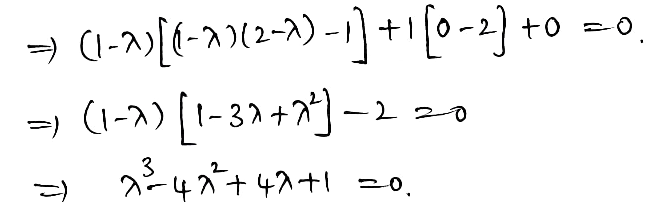 ⇒ (1-λ)[(1-λ)(2-λ)-1] + 1[0-2] + 0 = 0.
⇒ (1-λ)[1-3λ+λ²] - 2 = 0
⇒ λ³-4λ²+4λ+1 = 0.